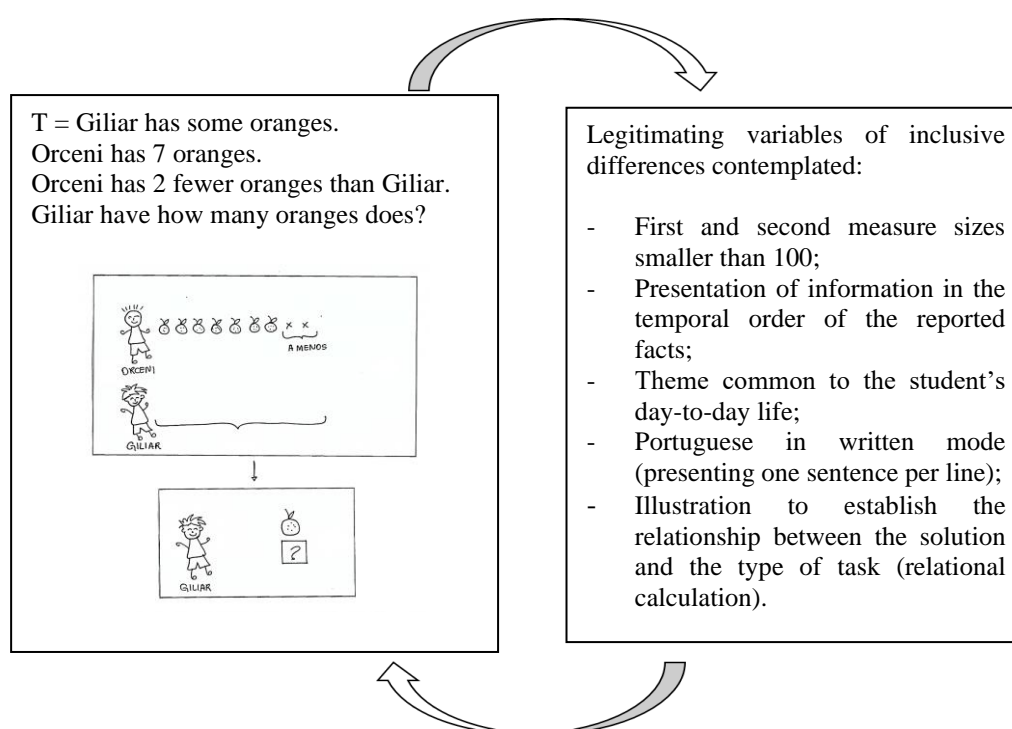 T = Giliar has some oranges.
Orceni has 7 oranges.
Orceni has 2 fewer oranges than Giliar.
Giliar have how many oranges does?
x x
A MENOS
ORCENI
GILIAR
?
GILIAR
Legitimating variables of inclusive
differences contemplated:
- First and second measure sizes
smaller than 100;
- Presentation of information in the
temporal order of the reported
facts;
- Theme common to the student's
day-to-day life;
- Portuguese in written mode
(presenting one sentence per line);
- Illustration to establish the
relationship between the solution
and the type of task (relational
calculation).